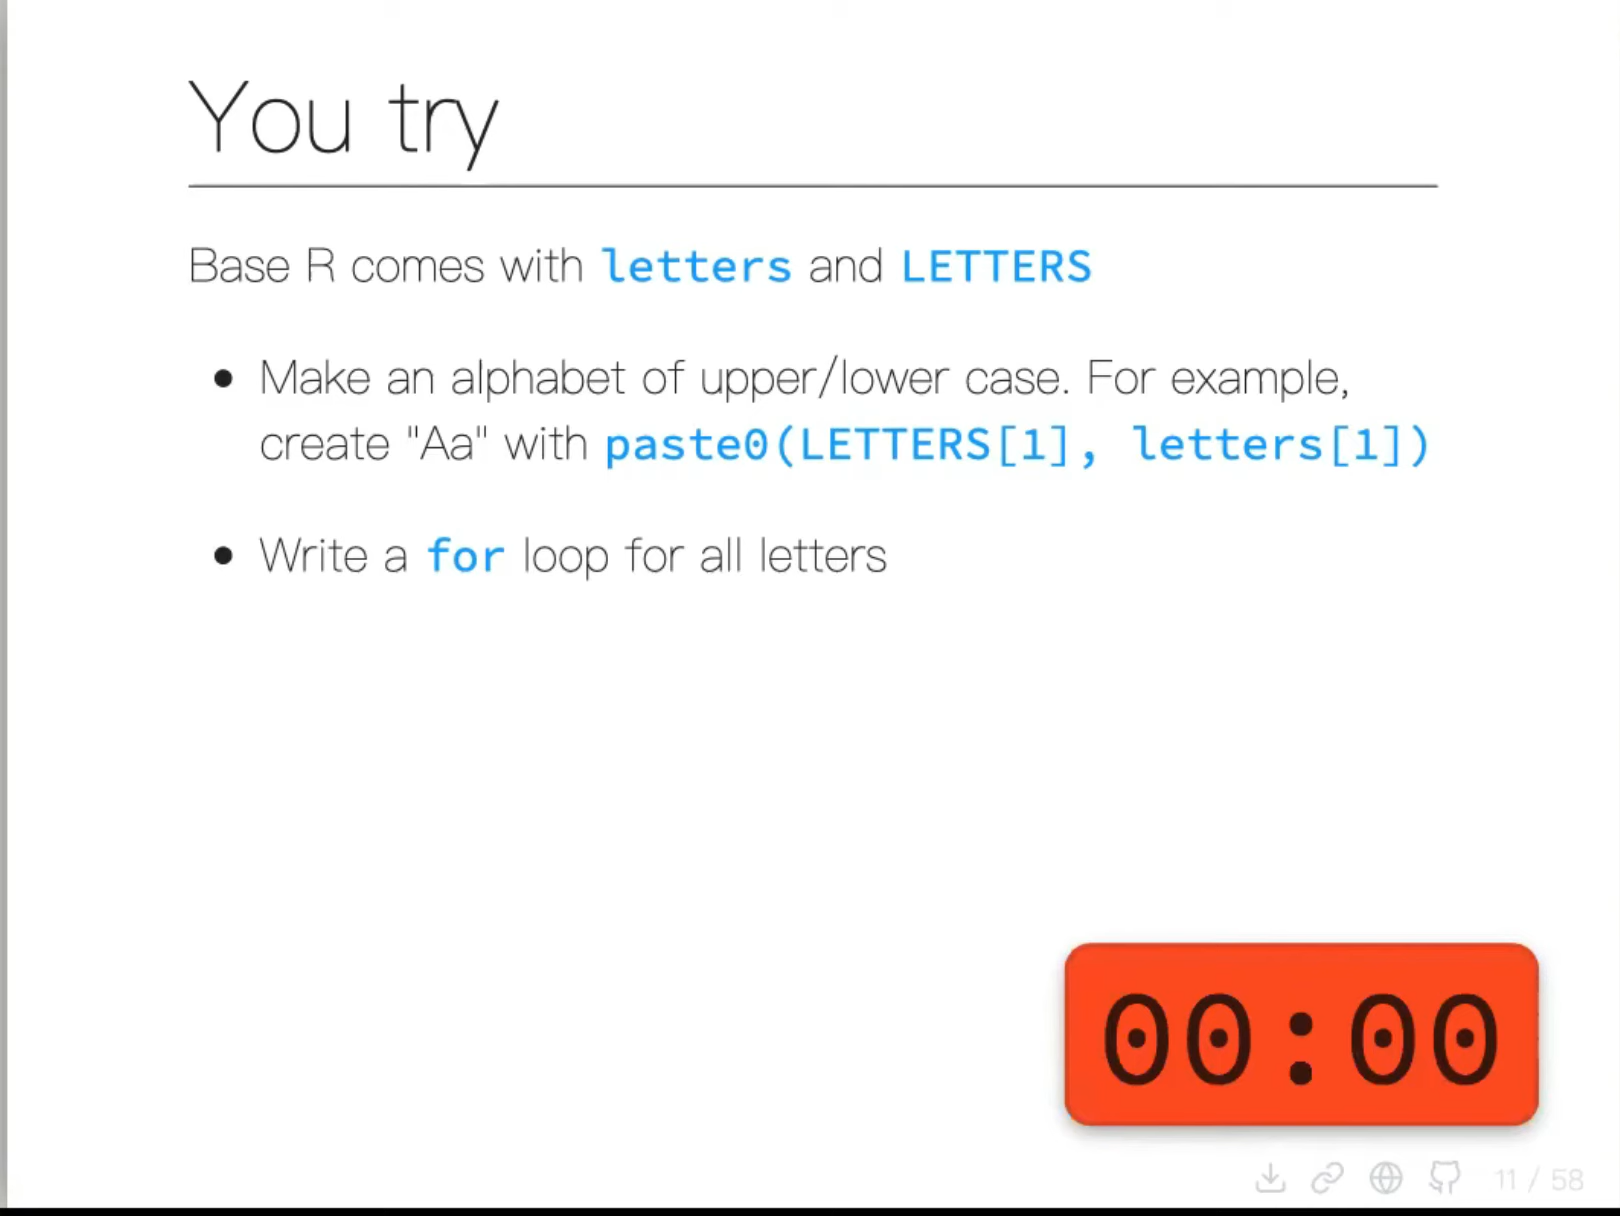 You try
Base R comes with letters and LETTERS
• Make an alphabet of upper/lower case. For example,
create "Aa" with paste0(LETTERS[1], letters[1])
• Write a for loop for all letters
00:00
11 / 58